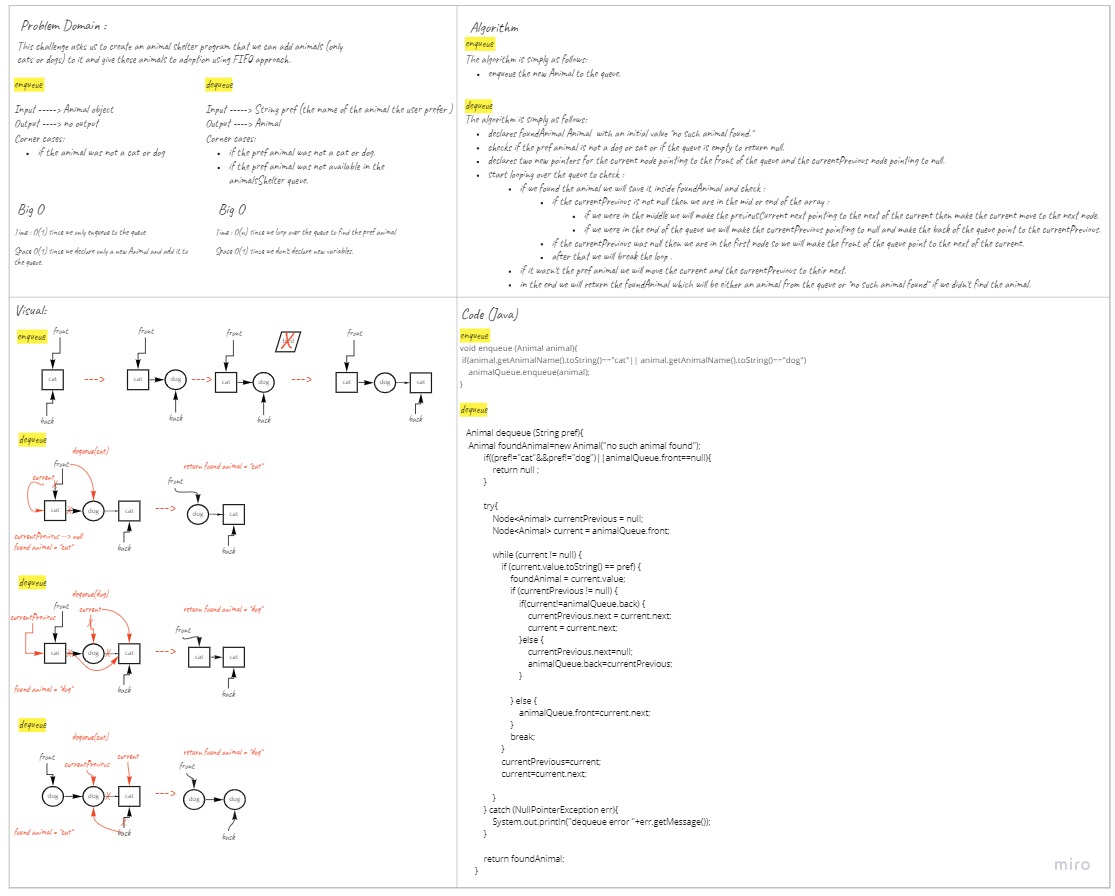 Problem Domain :
This challenge asks us to create an animal shelter program that we can add animals (only
cats or dogs) to it and give these animals to adoption using FIFO approach.
enqueue
Input -----> Animal object
Output -----> no output
Corner cases:
• if the animal was not a cat or dog
Big O
Time : O(1) since we only enqueue to the queue
Space O(1) since we declare only a new Animal and add it to
the queue.
dequeue
Input -----> String pref (the name of the animal the user prefer )
Output -----> Animal
Corner cases:
• if the pref animal was not a cat or dog.
• if the pref animal was not available in the
animalsShelter queue.
Big O
Time : O(n) since we loop over the queue to find the pref animal
Space O(1) since we don't declare new variables.
Algorithm
enqueue
The algorithm is simply as follows:
• enqueue the new Animal to the queue.
dequeue
The algorithm is simply as follows:
• declares foundAnimal Animal with an initial value "no such animal found."
• checks if the pref animal is not a dog or cat or if the queue is empty to return null.
• declares two new pointers for the current node pointing to the front of the queue and the currentPrevious node pointing to null.
• start looping over the queue to check :
• if we found the animal we will save it inside foundAnimal and check :
• if the currentPrevious is not null then we are in the mid or end of the array :
• if we were in the middle we will make the previousCurrent next pointing to the next of the current then make the current move to the next node.
• if we were in the end of the queue we will make the currentPrevious pointing to null and make the back of the queue point to the currentPrevious.
• if the currentPrevious was null then we are in the first node so we will make the front of the queue point to the next of the current.
• after that we will break the loop .
• if it wasn't the pref animal we will move the current and the currentPrevious to their next.
• in the end we will return the foundAnimal which will be either an animal from the queue or "no such animal found" if we didn't find the animal.
Visual:
enqueue
front front front front
cat cat dog cat dog cat dog cat
back back back back
dequeue
dequeue(cat)
front
return found animal = "cat"
current
front
cat dog cat dog cat
currentPrevious --> null
found animal = "cat"
back back
dequeue
dequeue(dog)
front current
return found animal = "dog"
currentPrevious
front
cat dog cat cat cat
found animal = "dog"
back back
dequeue
dequeue(cat)
return found animal = "dog"
front current
currentPrevious front
dog dog cat dog dog
found animal = "cat"
back back
Code (Java)
enqueue
void enqueue (Animal animal){
if(animal.getAnimalName().toString()=="cat"|| animal.getAnimalName().toString()=="dog")
animalQueue.enqueue(animal);
}
dequeue
Animal dequeue (String pref){
Animal foundAnimal=new Animal("no such animal found");
if((pref!="cat"&&pref!="dog")||animalQueue.front==null){
return null ;
}
try{
Node<Animal> currentPrevious = null;
Node<Animal> current = animalQueue.front;
while (current != null) {
if (current.value.toString() == pref) {
foundAnimal = current.value;
if (currentPrevious != null) {
if(current!=animalQueue.back) {
currentPrevious.next = current.next;
current = current.next;
}else {
currentPrevious.next=null;
animalQueue.back=currentPrevious;
}
} else {
animalQueue.front=current.next;
}
break;
}
currentPrevious=current;
current=current.next;
}
} catch (NullPointerException err){
System.out.println("dequeue error "+err.getMessage());
}
return foundAnimal;
}
miro